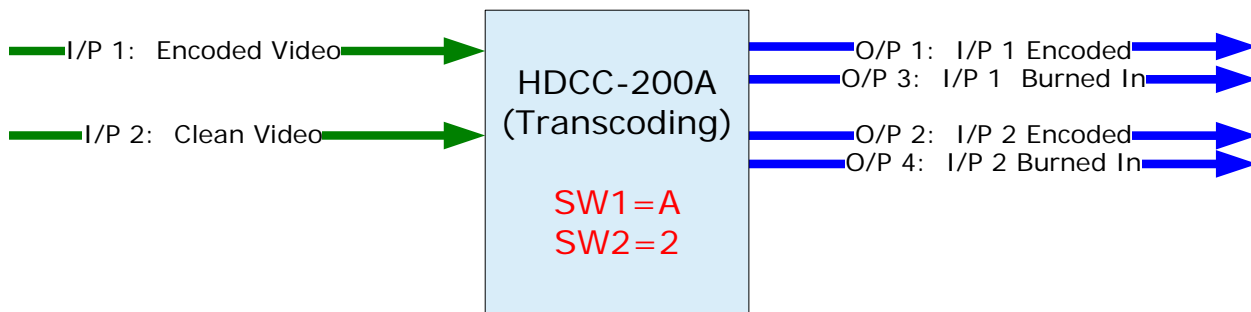 I/P 1: Encoded Video
I/P 2: Clean Video
HDCC-200A
(Transcoding)
SW1=A
SW2=2
O/P 1: I/P 1 Encoded
O/P 3: I/P 1 Burned In
O/P 2: I/P 2 Encoded
O/P 4: I/P 2 Burned In